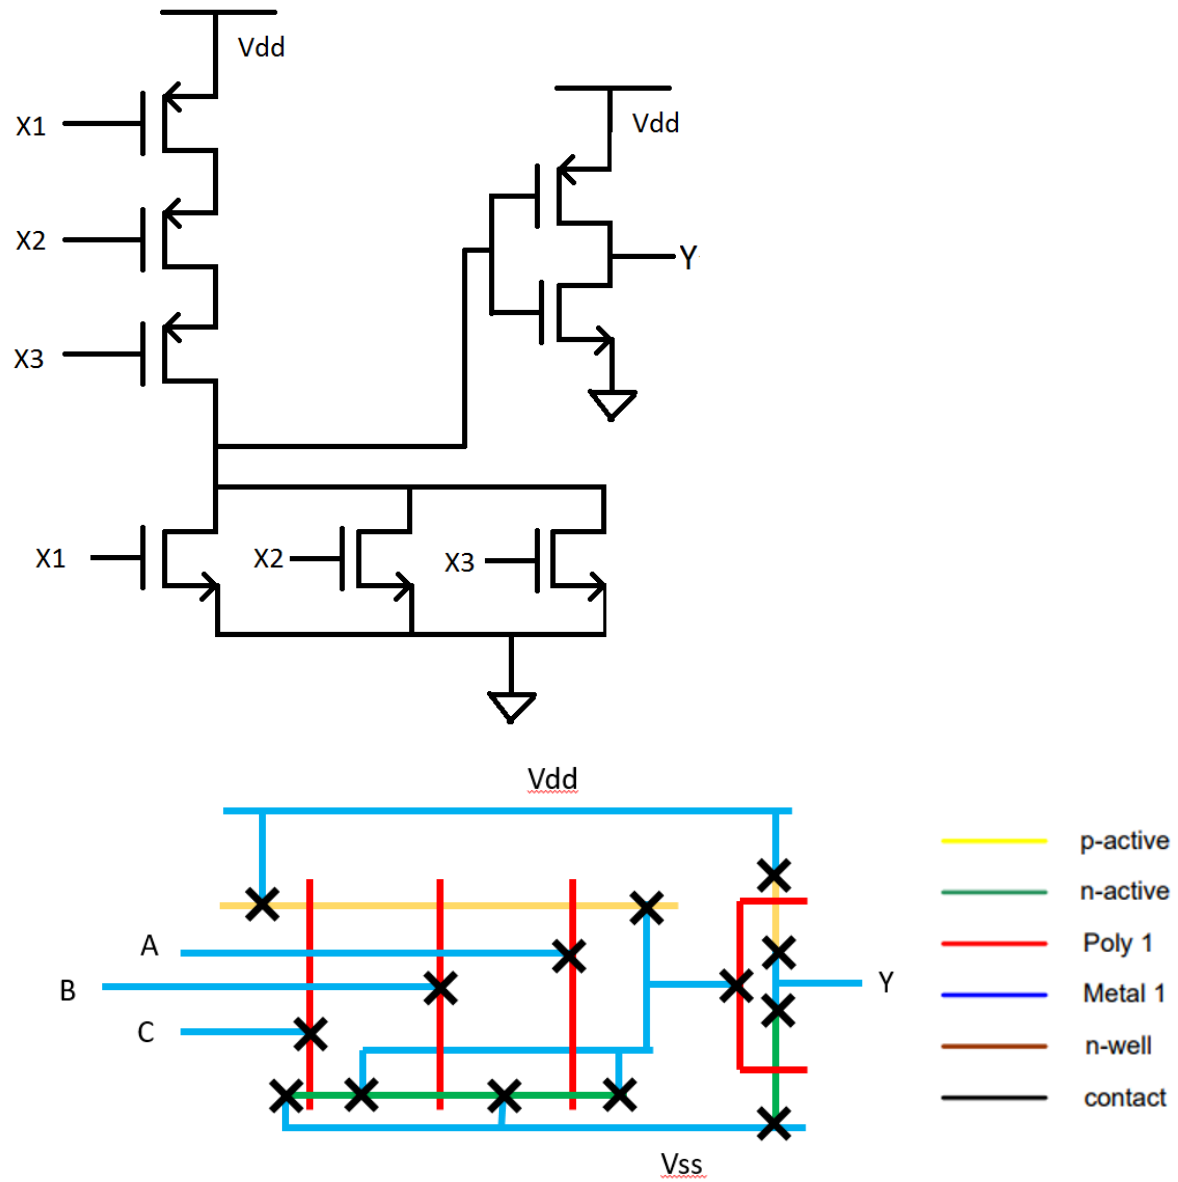 Vdd
X1
Vdd
X2
Y
X3
X1
X2
X3
Vdd
p-active
n-active
A
Poly 1
B
Y
Metal 1
C
n-well
contact
Vss